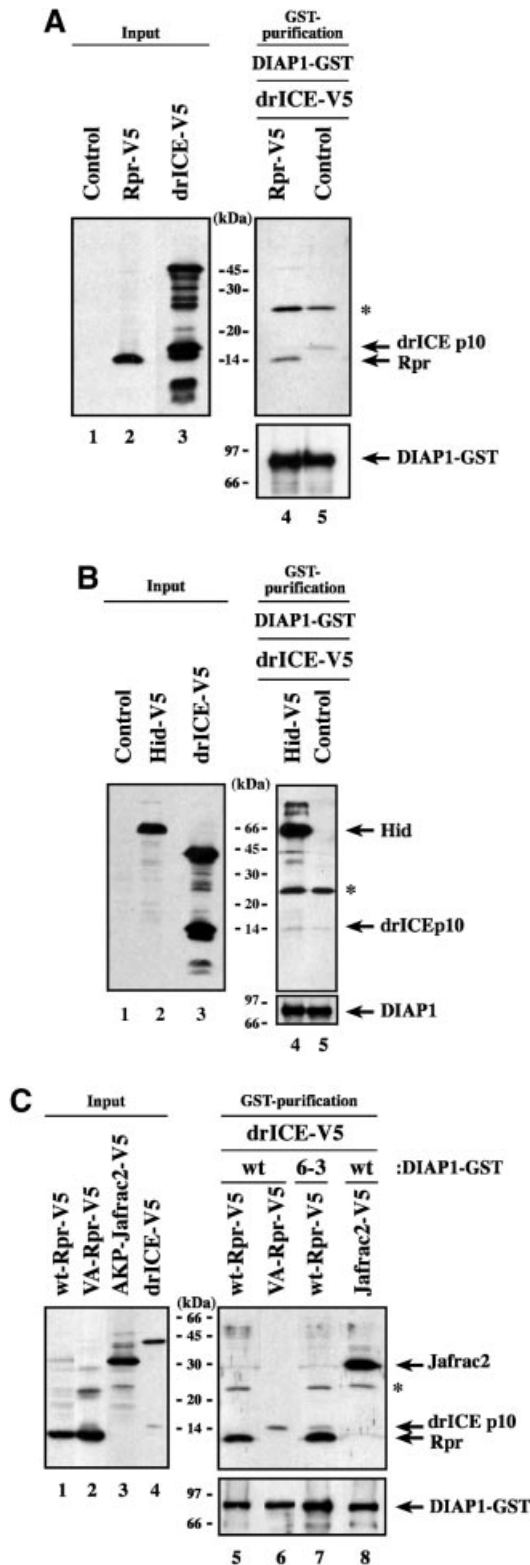 A
Input
GST-
purification
DIAP1-GST
drICE-V5
Control
Rpr-V5
drICE-V5
Rpr-V5
Control
(kDa)
-45-
-30-
*
-20-
drICE p10
-14-
Rpr
1 2 3
97 -
DIAP1-GST
66 -
4 5
B
Input
GST-
purification
DIAP1-GST
drICE-V5
Control
Hid-V5
drICE-V5
Hid-V5
Control
(kDa)
- 66 -
Hid
- 45 -
- 30 -
*
- 20 -
- 14 -
drICEp10
97 -
DIAP1
66 -
1 2 3
4 5
C
Input
GST-purification
drICE-V5
wt 6-3 wt :DIAP1-GST
wt-Rpr-V5
VA-Rpr-V5
AKP-Jafrac2-V5
drICE-V5
wt-Rpr-V5
VA-Rpr-V5
wt-Rpr-V5
Jafrac2-V5
(kDa)
- 66 -
- 45 -
- 30 -
Jafrac2
*
- 20 -
- 14 -
drICE p10
Rpr
1 2 3 4
97 -
DIAP1-GST
66 -
5 6 7 8